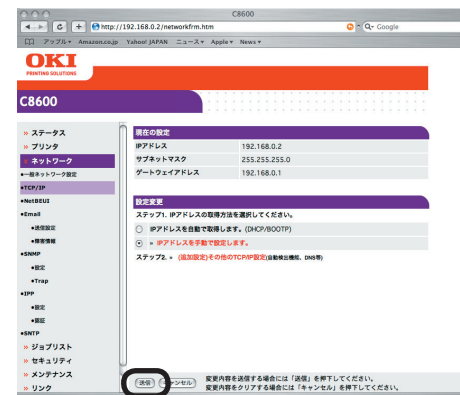 C8600
http://192.168.0.2/networkfrm.htm
Google
アップル Amazon.co.jp Yahoo! JAPAN ニュース Apple News
OKI
PRINTING SOLUTIONS
C8600
ステータス
プリンタ
ネットワーク
一般ネットワーク設定
TCP/IP
NetBEUI
Email
送信設定
障害情報
SNMP
設定
Trap
IPP
設定
認証
SNTP
ジョブリスト
セキュリティ
メンテナンス
リンク
現在の設定
IPアドレス 192.168.0.2
サブネットマスク 255.255.255.0
ゲートウェイアドレス 192.168.0.1
設定変更
ステップ1. IPアドレスの取得方法を選択してください。
IPアドレスを自動で取得します。(DHCP/BOOTP)
IPアドレスを手動で設定します。
ステップ2. (追加設定)その他のTCP/IP設定(自動検出機能、DNS等)
送信 キャンセル
変更内容を送信する場合には「送信」を押下してください。
変更内容をクリアする場合には「キャンセル」を押下してください。